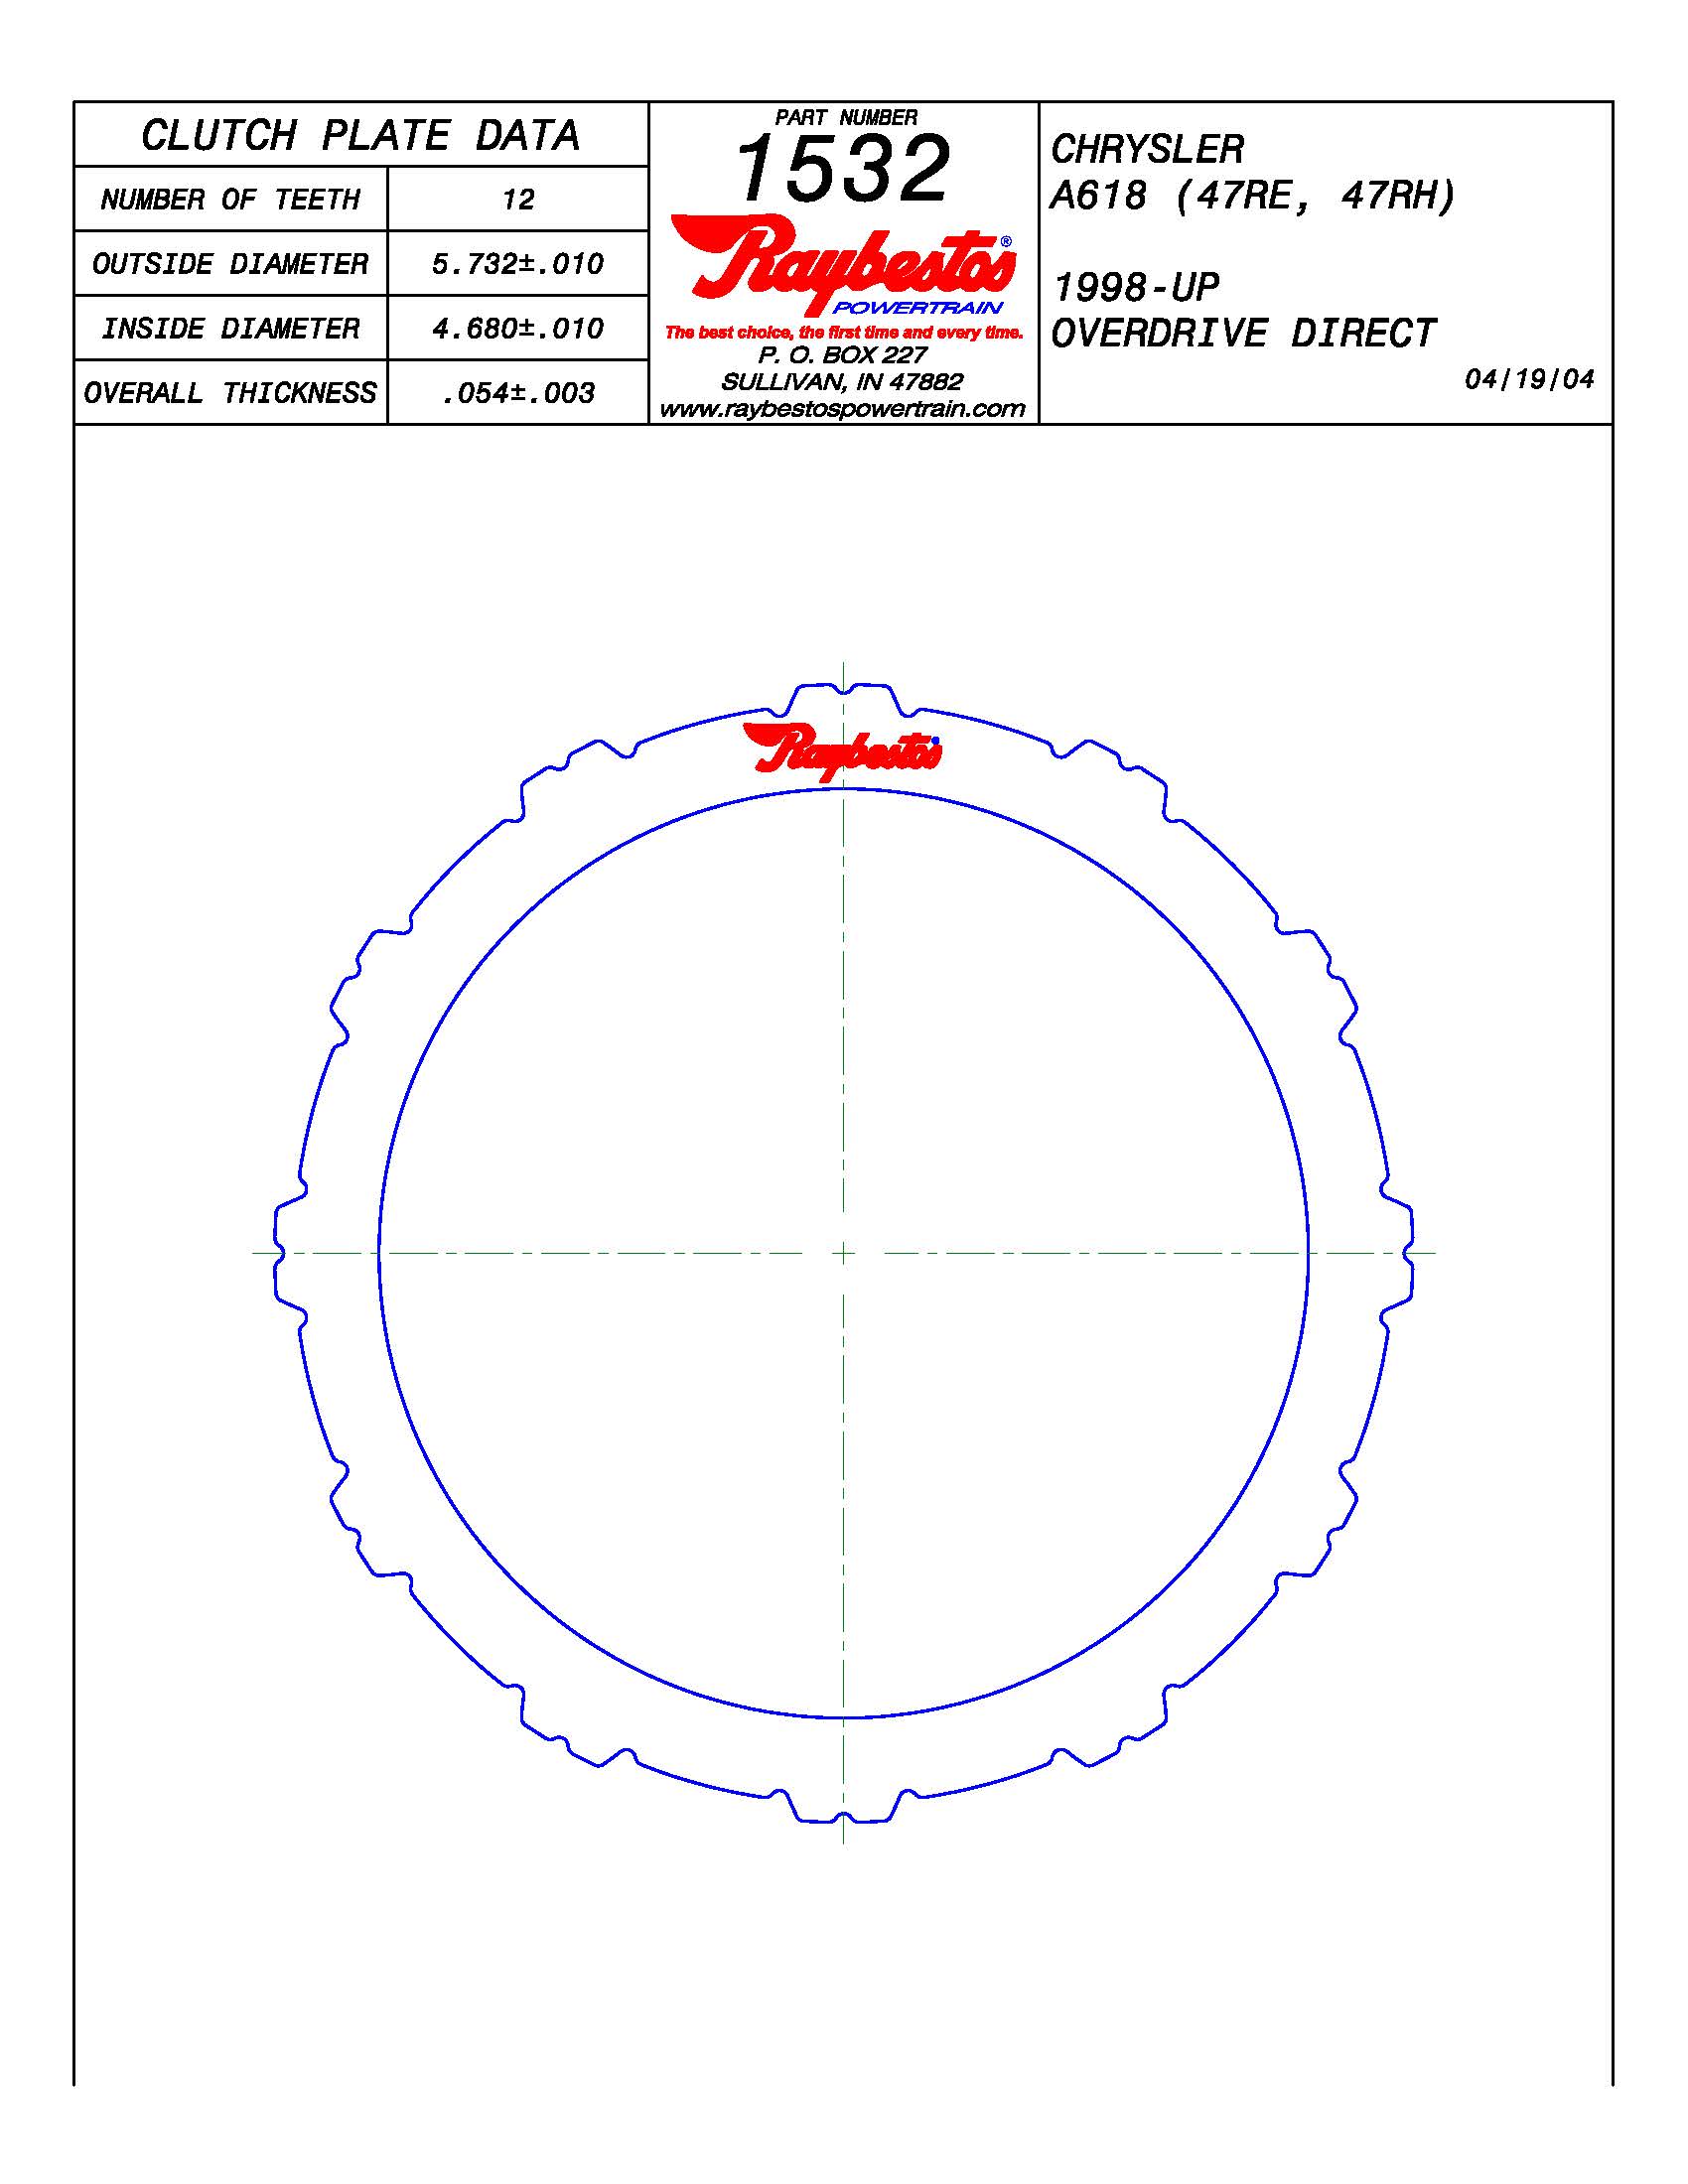 CLUTCH PLATE DATA
NUMBER OF TEETH 12
OUTSIDE DIAMETER 5.732±.010
INSIDE DIAMETER 4.680±.010
OVERALL THICKNESS .054±.003
PART NUMBER
1532
Raybestos®
POWERTRAIN
The best choice, the first time and every time.
P. O. BOX 227
SULLIVAN, IN 47882
www.raybestospowertrain.com
CHRYSLER
A618 (47RE, 47RH)
1998-UP
OVERDRIVE DIRECT
04/19/04
Raybestos